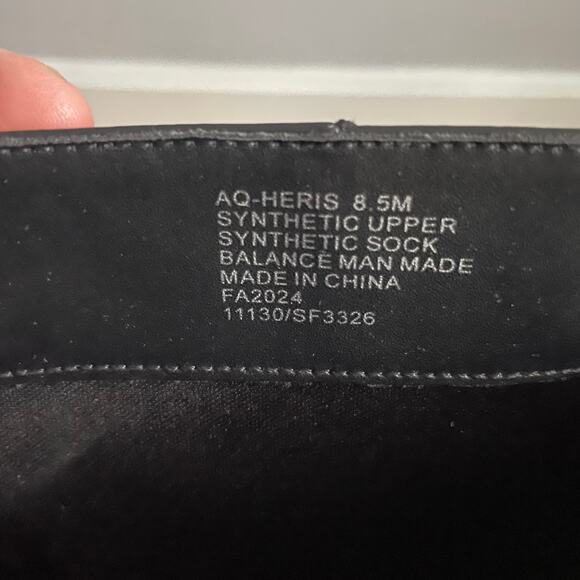 AQ-HERIS 8.5M
SYNTHETIC UPPER
SYNTHETIC SOCK
BALANCE MAN MADE
MADE IN CHINA
FA2024
11130/SF3326